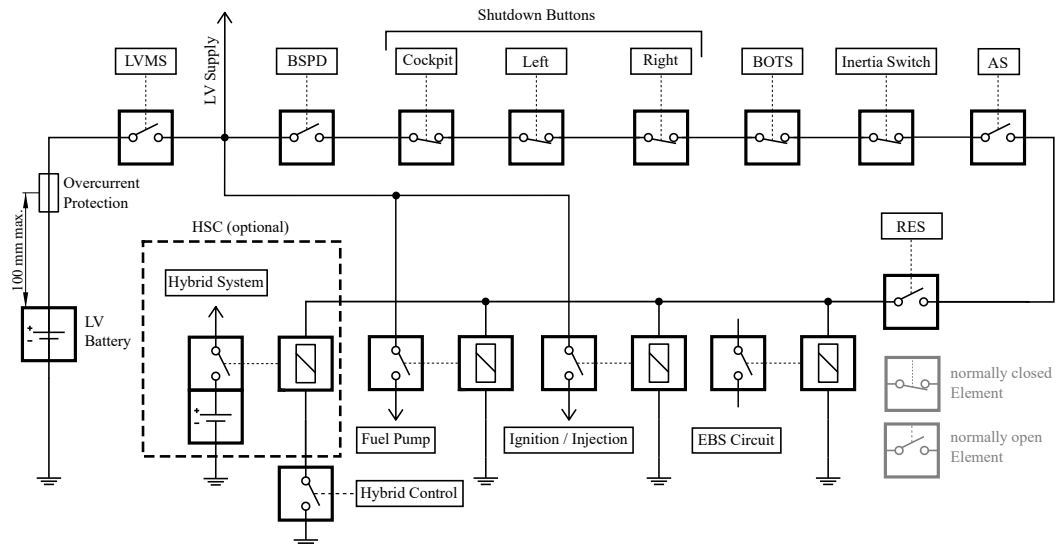 Shutdown Buttons
LVMS
LV Supply
BSPD
Cockpit
Left
Right
BOTS
Inertia Switch
AS
Overcurrent
Protection
100 mm max.
HSC (optional)
RES
Hybrid System
LV
Battery
+
-
+
-
normally closed
Element
Fuel Pump
Ignition / Injection
EBS Circuit
normally open
Element
Hybrid Control